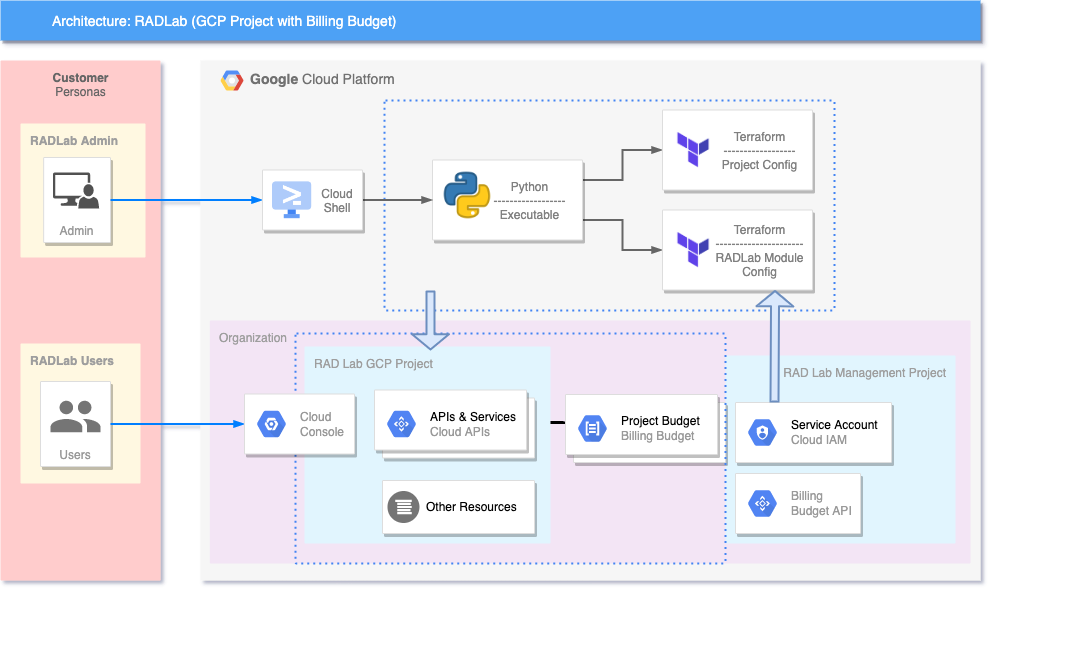 Architecture: RADLab (GCP Project with Billing Budget)
Customer
Personas
RADLab Admin
Admin
RADLab Users
Users
Google Cloud Platform
Cloud
Shell
Python
Executable
Terraform
Project Config
Terraform
RADLab Module
Config
Organization
RAD Lab GCP Project
Cloud
Console
APIs & Services
Cloud APIs
Other Resources
Project Budget
Billing Budget
RAD Lab Management Project
Service Account
Cloud IAM
Billing
Budget API